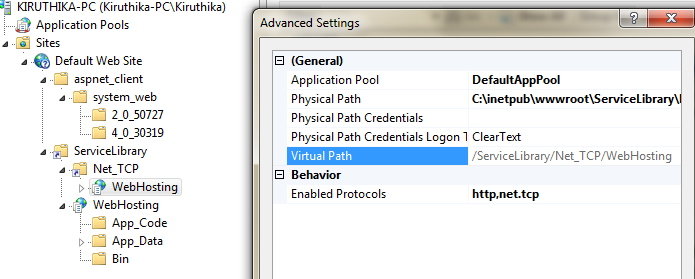 KIRUTHIKA-PC (Kiruthika-PC\Kiruthika)
Application Pools
Sites
Default Web Site
aspnet_client
system_web
2_0_50727
4_0_30319
ServiceLibrary
Net_TCP
WebHosting
WebHosting
App_Code
App_Data
Bin
Advanced Settings
(General)
Application Pool DefaultAppPool
Physical Path C:\inetpub\wwwroot\ServiceLibrary\
Physical Path Credentials
Physical Path Credentials Logon T ClearText
Virtual Path /ServiceLibrary/Net_TCP/WebHosting
Behavior
Enabled Protocols http,net.tcp